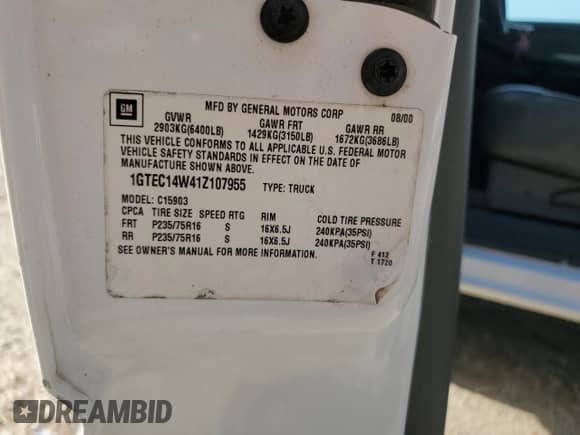 GM
MFD BY GENERAL MOTORS CORP 08/00
GVWR GAWR FRT GAWR RR
2903KG(6400LB) 1429KG(3150LB) 1672KG(3686LB)
THIS VEHICLE CONFORMS TO ALL APPLICABLE U.S. FEDERAL MOTOR
VEHICLE SAFETY STANDARDS IN EFFECT ON THE DATE OF
MANUFACTURE SHOWN ABOVE.
1GTEC14W41Z107955 TYPE: TRUCK
MODEL: C15903
CPCA TIRE SIZE SPEED RTG RIM COLD TIRE PRESSURE
FRT P235/75R16 S 16X6.5J 240KPA(35PSI)
RR P235/75R16 S 16X6.5J 240KPA(35PSI)
SEE OWNER'S MANUAL FOR MORE INFORMATION.
F 412
T 1720
DREAMBID